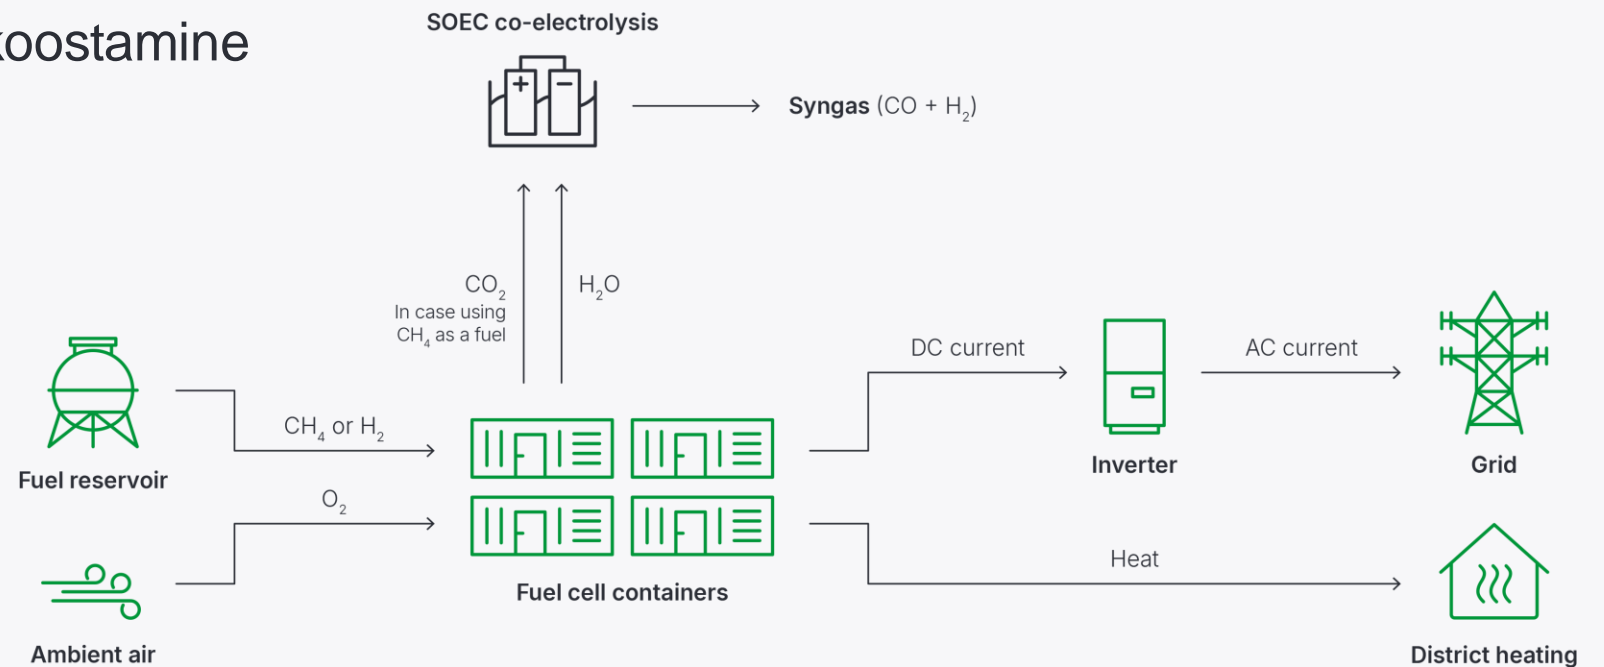 koostamine
SOEC co-electrolysis
+ −
Syngas (CO + H₂)
CO₂
In case using
CH₄ as a fuel
H₂O
DC current
AC current
CH₄ or H₂
Fuel reservoir
Inverter
Grid
O₂
Heat
Fuel cell containers
Ambient air
District heating